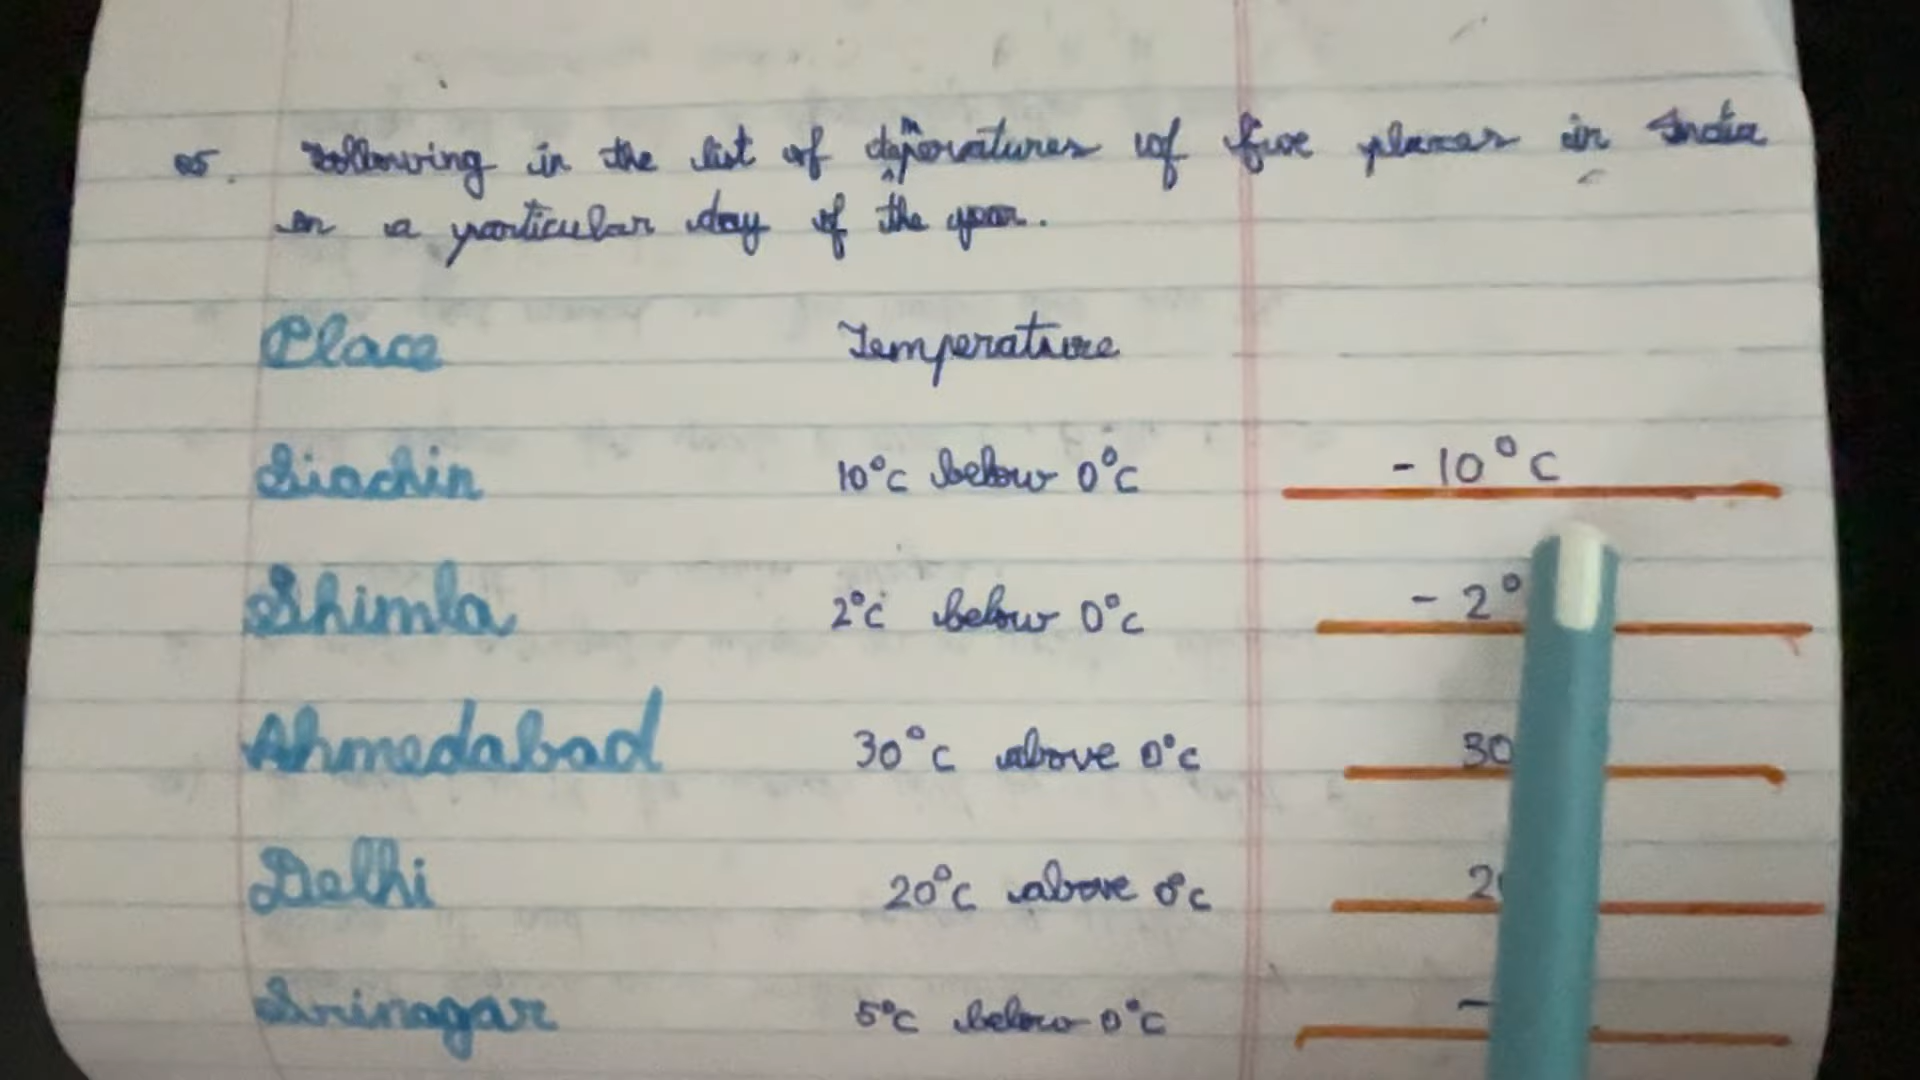 Q5. Following in the list of temperatures of five places in India
on a particular day of the year.
Place Temperature
Siachin 10°C below 0°C -10°C
Shimla 2°C below 0°C -2°
Ahmedabad 30°C above 0°C 30
Delhi 20°C above 0°C 2
Srinagar 5°C below 0°C -